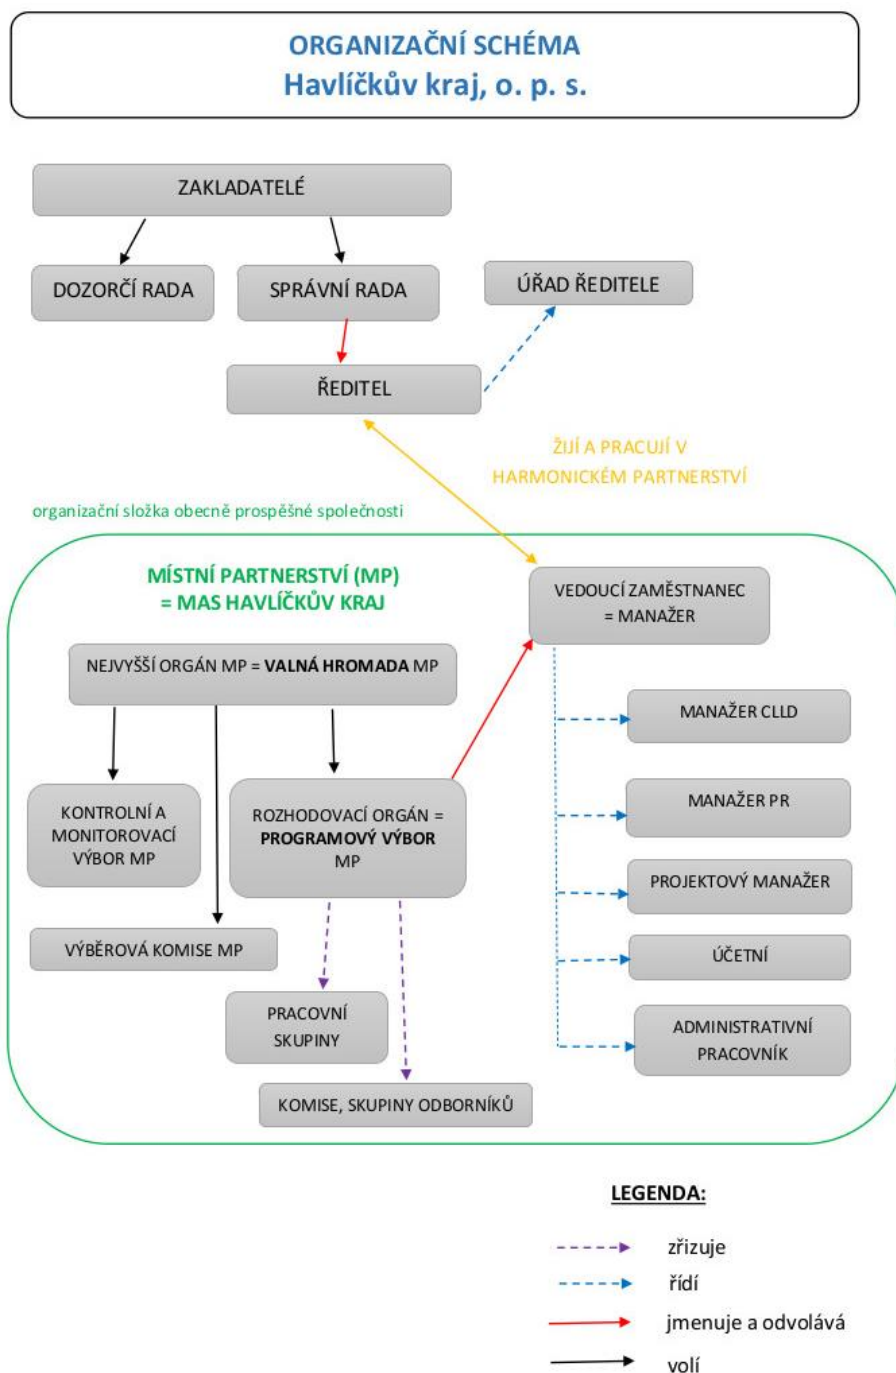 ORGANIZAČNÍ SCHÉMA
Havlíčkův kraj, o. p. s.
ZAKLADATELÉ
DOZORČÍ RADA
SPRÁVNÍ RADA
ÚŘAD ŘEDITELE
ŘEDITEL
ŽIJÍ A PRACUJÍ V
HARMONICKÉM PARTNERSTVÍ
organizační složka obecně prospěšné společnosti
MÍSTNÍ PARTNERSTVÍ (MP)
= MAS HAVLÍČKŮV KRAJ
VEDOUCÍ ZAMĚSTNANEC
= MANAŽER
NEJVYŠŠÍ ORGÁN MP = VALNÁ HROMADA MP
MANAŽER CLLD
KONTROLNÍ A
MONITOROVACÍ
VÝBOR MP
ROZHODOVACÍ ORGÁN =
PROGRAMOVÝ VÝBOR
MP
MANAŽER PR
PROJEKTOVÝ MANAŽER
VÝBĚROVÁ KOMISE MP
ÚČETNÍ
PRACOVNÍ
SKUPINY
ADMINISTRATIVNÍ
PRACOVNÍK
KOMISE, SKUPINY ODBORNÍKŮ
LEGENDA:
zřizuje
řídí
jmenuje a odvolává
volí